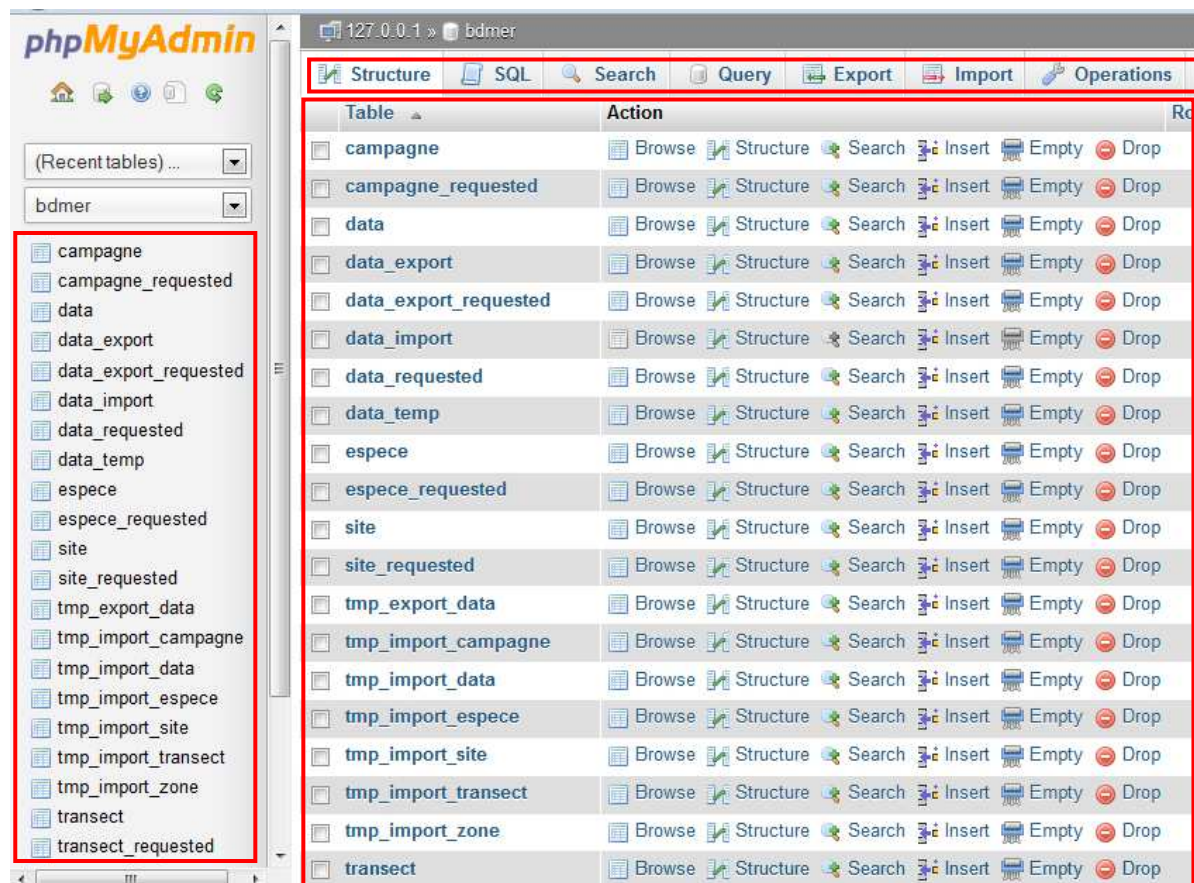 phpMyAdmin
(Recent tables) ...
bdmer
campagne
campagne_requested
data
data_export
data_export_requested
data_import
data_requested
data_temp
espece
espece_requested
site
site_requested
tmp_export_data
tmp_import_campagne
tmp_import_data
tmp_import_espece
tmp_import_site
tmp_import_transect
tmp_import_zone
transect
transect_requested
127.0.0.1 » bdmer
Structure SQL Search Query Export Import Operations
Table Action
campagne Browse Structure Search Insert Empty Drop
campagne_requested Browse Structure Search Insert Empty Drop
data Browse Structure Search Insert Empty Drop
data_export Browse Structure Search Insert Empty Drop
data_export_requested Browse Structure Search Insert Empty Drop
data_import Browse Structure Search Insert Empty Drop
data_requested Browse Structure Search Insert Empty Drop
data_temp Browse Structure Search Insert Empty Drop
espece Browse Structure Search Insert Empty Drop
espece_requested Browse Structure Search Insert Empty Drop
site Browse Structure Search Insert Empty Drop
site_requested Browse Structure Search Insert Empty Drop
tmp_export_data Browse Structure Search Insert Empty Drop
tmp_import_campagne Browse Structure Search Insert Empty Drop
tmp_import_data Browse Structure Search Insert Empty Drop
tmp_import_espece Browse Structure Search Insert Empty Drop
tmp_import_site Browse Structure Search Insert Empty Drop
tmp_import_transect Browse Structure Search Insert Empty Drop
tmp_import_zone Browse Structure Search Insert Empty Drop
transect Browse Structure Search Insert Empty Drop